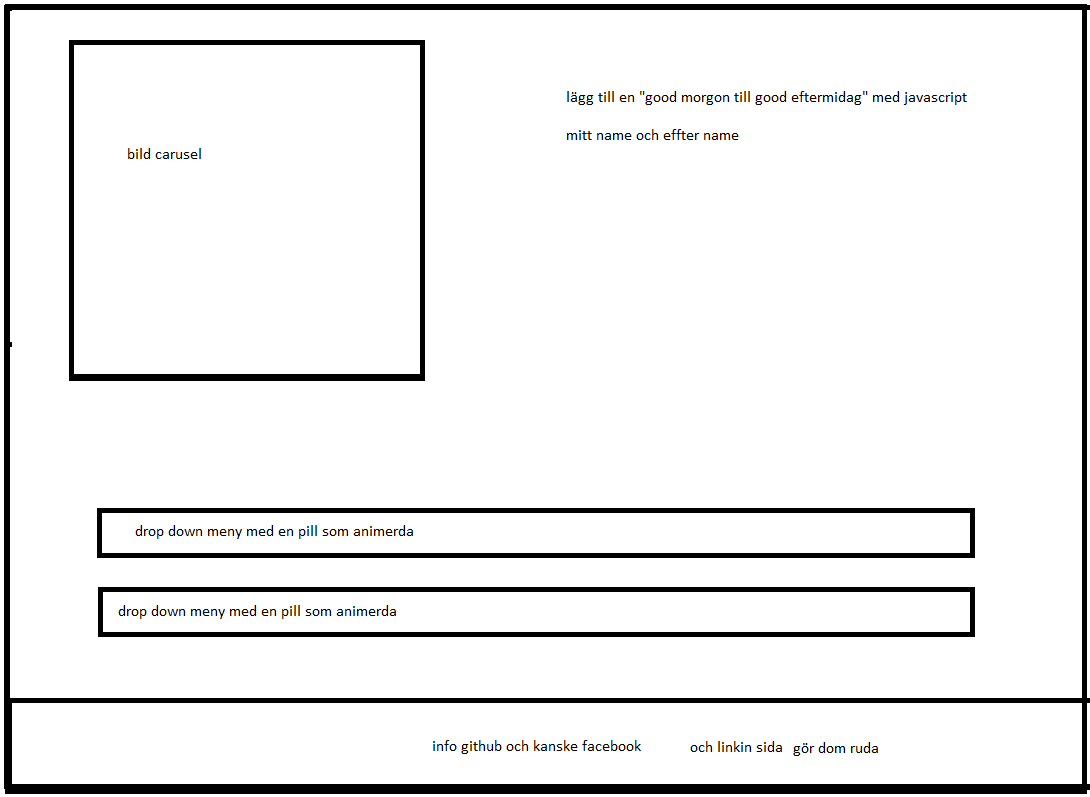 lägg till en "good morgon till good eftermidag" med javascript
mitt name och effter name
bild carusel
drop down meny med en pill som animerda
drop down meny med en pill som animerda
info github och kanske facebook och linkin sida gör dom ruda